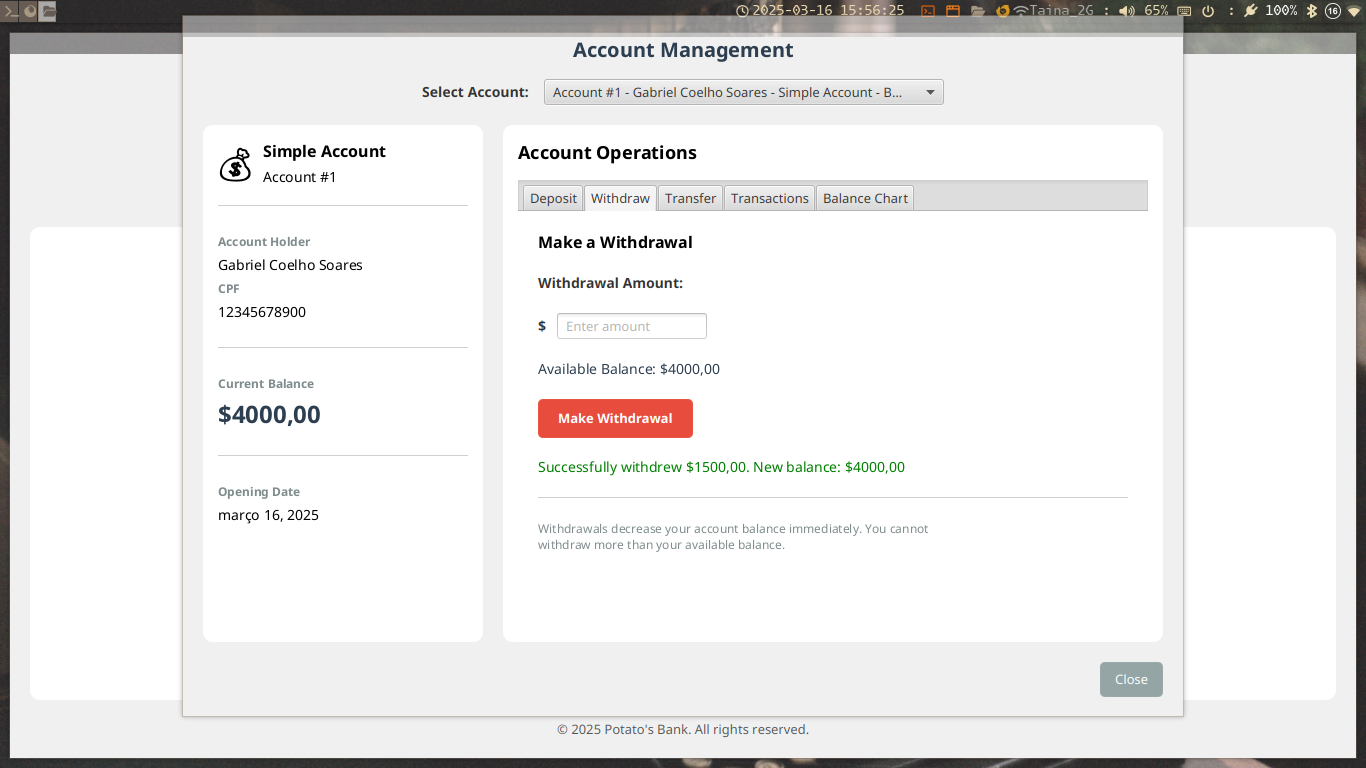 2025-03-16 15:56:25
Taina_2G : 65% : 100% 16
Account Management
Select Account: Account #1 - Gabriel Coelho Soares - Simple Account - B...
Simple Account
Account #1
Account Holder
Gabriel Coelho Soares
CPF
12345678900
Current Balance
$4000,00
Opening Date
março 16, 2025
Account Operations
Deposit Withdraw Transfer Transactions Balance Chart
Make a Withdrawal
Withdrawal Amount:
$ Enter amount
Available Balance: $4000,00
Make Withdrawal
Successfully withdrew $1500,00. New balance: $4000,00
Withdrawals decrease your account balance immediately. You cannot
withdraw more than your available balance.
Close
© 2025 Potato's Bank. All rights reserved.